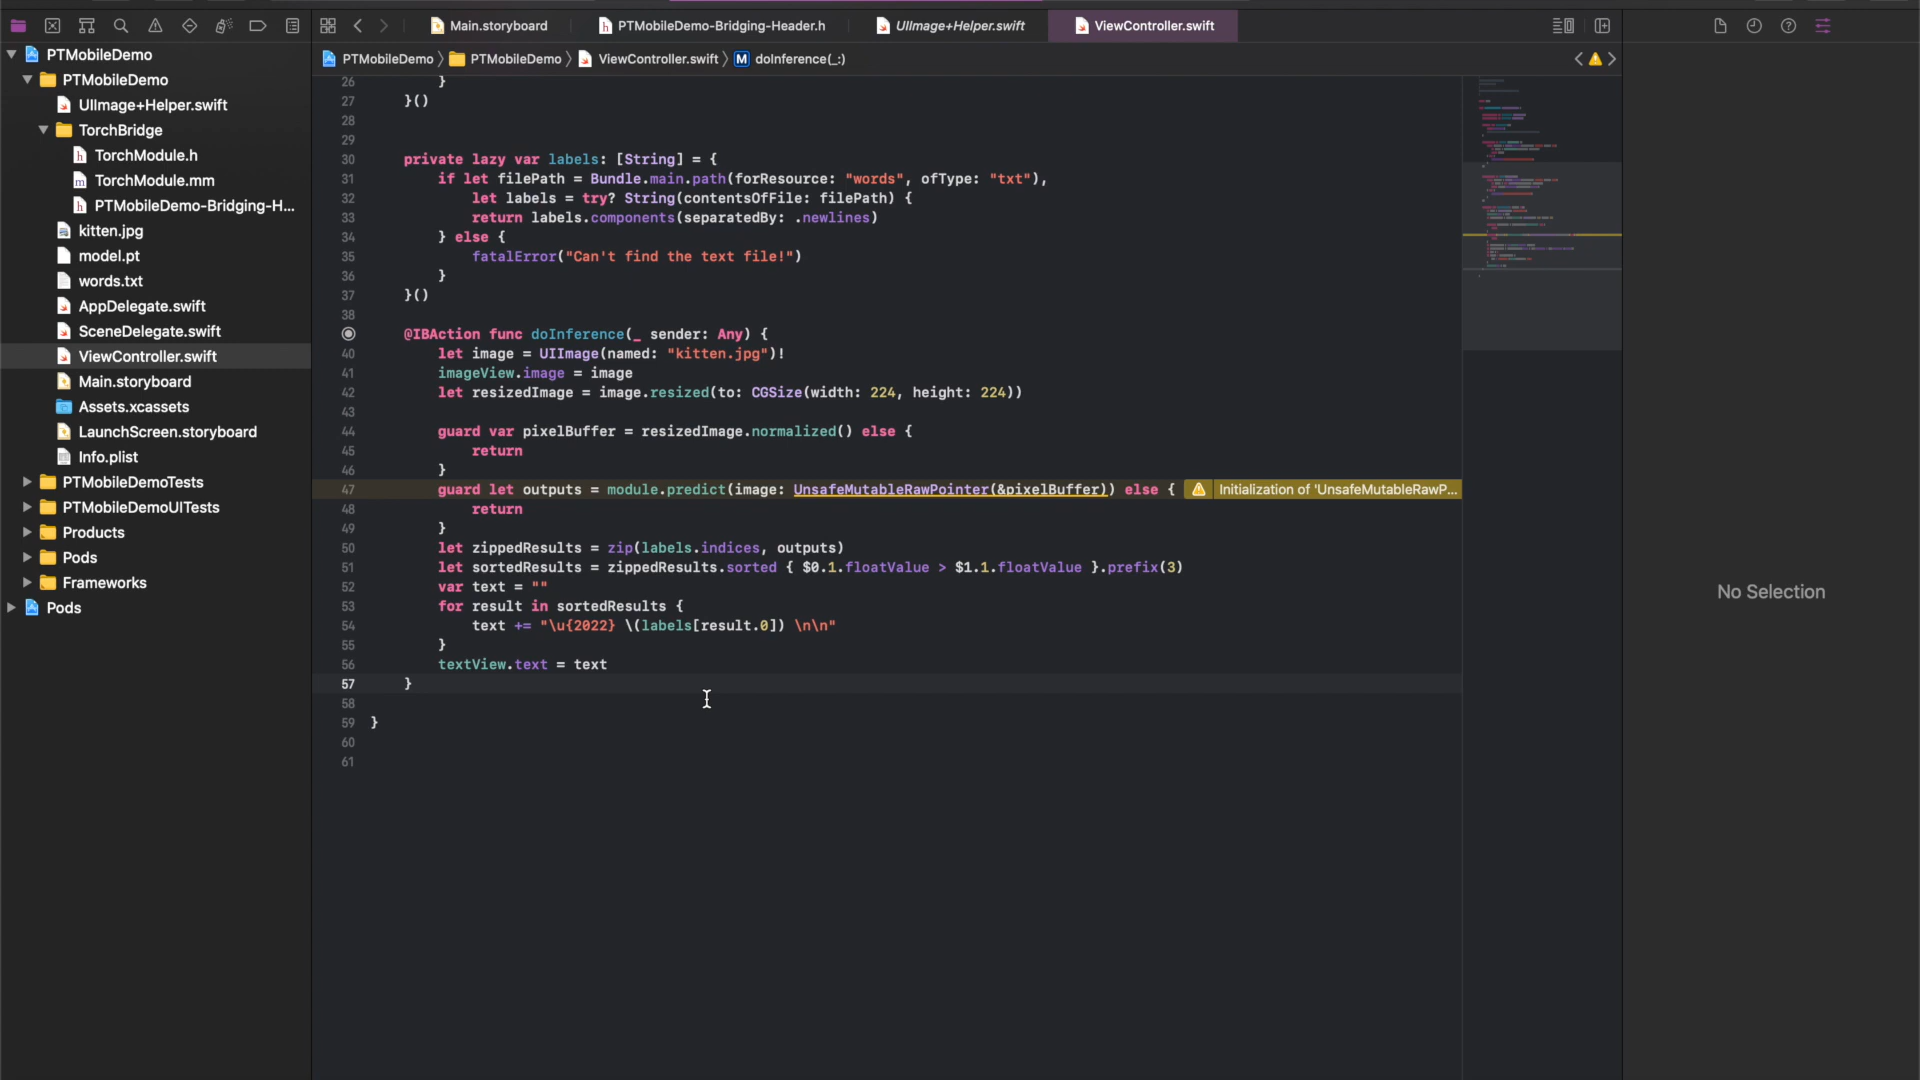 Main.storyboard
PTMobileDemo-Bridging-Header.h
UIImage+Helper.swift
ViewController.swift
PTMobileDemo
PTMobileDemo
UIImage+Helper.swift
TorchBridge
TorchModule.h
TorchModule.mm
PTMobileDemo-Bridging-H...
kitten.jpg
model.pt
words.txt
AppDelegate.swift
SceneDelegate.swift
ViewController.swift
Main.storyboard
Assets.xcassets
LaunchScreen.storyboard
Info.plist
PTMobileDemoTests
PTMobileDemoUITests
Products
Pods
Frameworks
Pods
PTMobileDemo > PTMobileDemo > ViewController.swift > M doInference(_:)
26 }
27 }()
28
29
30 private lazy var labels: [String] = {
31 if let filePath = Bundle.main.path(forResource: "words", ofType: "txt"),
32 let labels = try? String(contentsOfFile: filePath) {
33 return labels.components(separatedBy: .newlines)
34 } else {
35 fatalError("Can't find the text file!")
36 }
37 }()
38
@IBAction func doInference(_ sender: Any) {
40 let image = UIImage(named: "kitten.jpg")!
41 imageView.image = image
42 let resizedImage = image.resized(to: CGSize(width: 224, height: 224))
43
44 guard var pixelBuffer = resizedImage.normalized() else {
45 return
46 }
47 guard let outputs = module.predict(image: UnsafeMutableRawPointer(&pixelBuffer)) else { Initialization of 'UnsafeMutableRawP...
48 return
49 }
50 let zippedResults = zip(labels.indices, outputs)
51 let sortedResults = zippedResults.sorted { $0.1.floatValue > $1.1.floatValue }.prefix(3)
52 var text = ""
53 for result in sortedResults {
54 text += "\u{2022} \(labels[result.0]) \n\n"
55 }
56 textView.text = text
57 }
58
59 }
60
61
No Selection